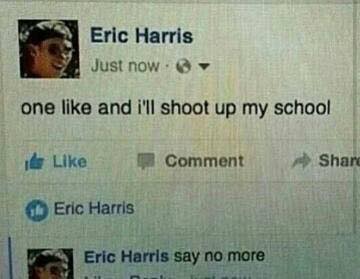 Eric Harris
Just now
one like and i'll shoot up my school
Like Comment Share
Eric Harris
Eric Harris say no more